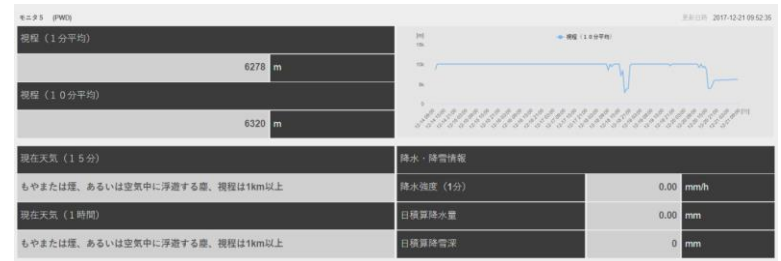 モニタ5 (PWD)
更新日時 2017-12-21 09:52:35
視程（1分平均）
6278 m
視程（10分平均）
6320 m
[m]
視程（10分平均）
15k
10k
5k
0
現在天気（15分）
もやまたは煙、あるいは空気中に浮遊する塵、視程は1km以上
現在天気（1時間）
もやまたは煙、あるいは空気中に浮遊する塵、視程は1km以上
降水・降雪情報
降水強度（1分） 0.00 mm/h
日積算降水量 0.00 mm
日積算降雪深 0 mm